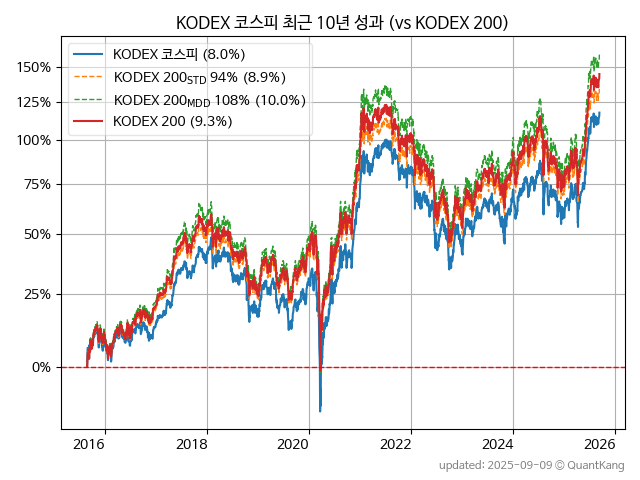 KODEX 코스피 최근 10년 성과 (vs KODEX 200)
KODEX 코스피 (8.0%)
KODEX 200STD 94% (8.9%)
KODEX 200MDD 108% (10.0%)
KODEX 200 (9.3%)
150%
125%
100%
75%
50%
25%
0%
2016 2018 2020 2022 2024 2026
updated: 2025-09-09 © QuantKang